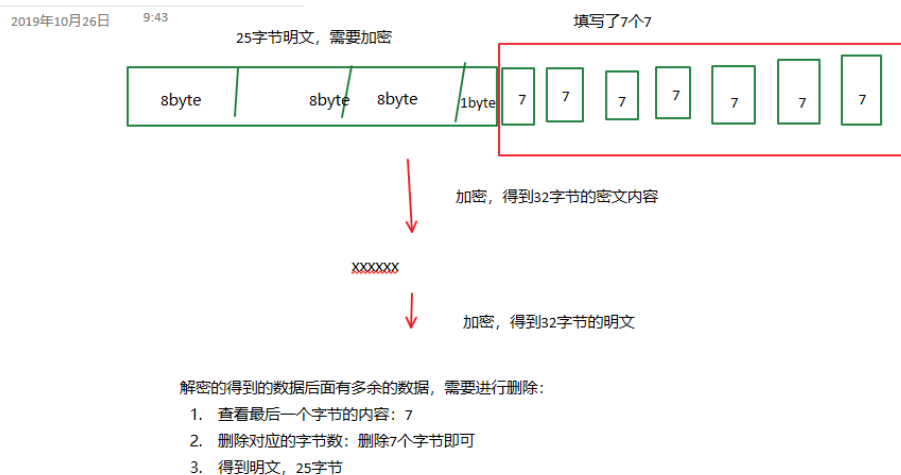 2019年10月26日 9:43
25字节明文，需要加密
填写了7个7
8byte 8byte 8byte 1byte 7 7 7 7 7 7 7
加密，得到32字节的密文内容
xxxxxx
加密，得到32字节的明文
解密的得到的数据后面有多余的数据，需要进行删除：
1. 查看最后一个字节的内容：7
2. 删除对应的字节数：删除7个字节即可
3. 得到明文，25字节